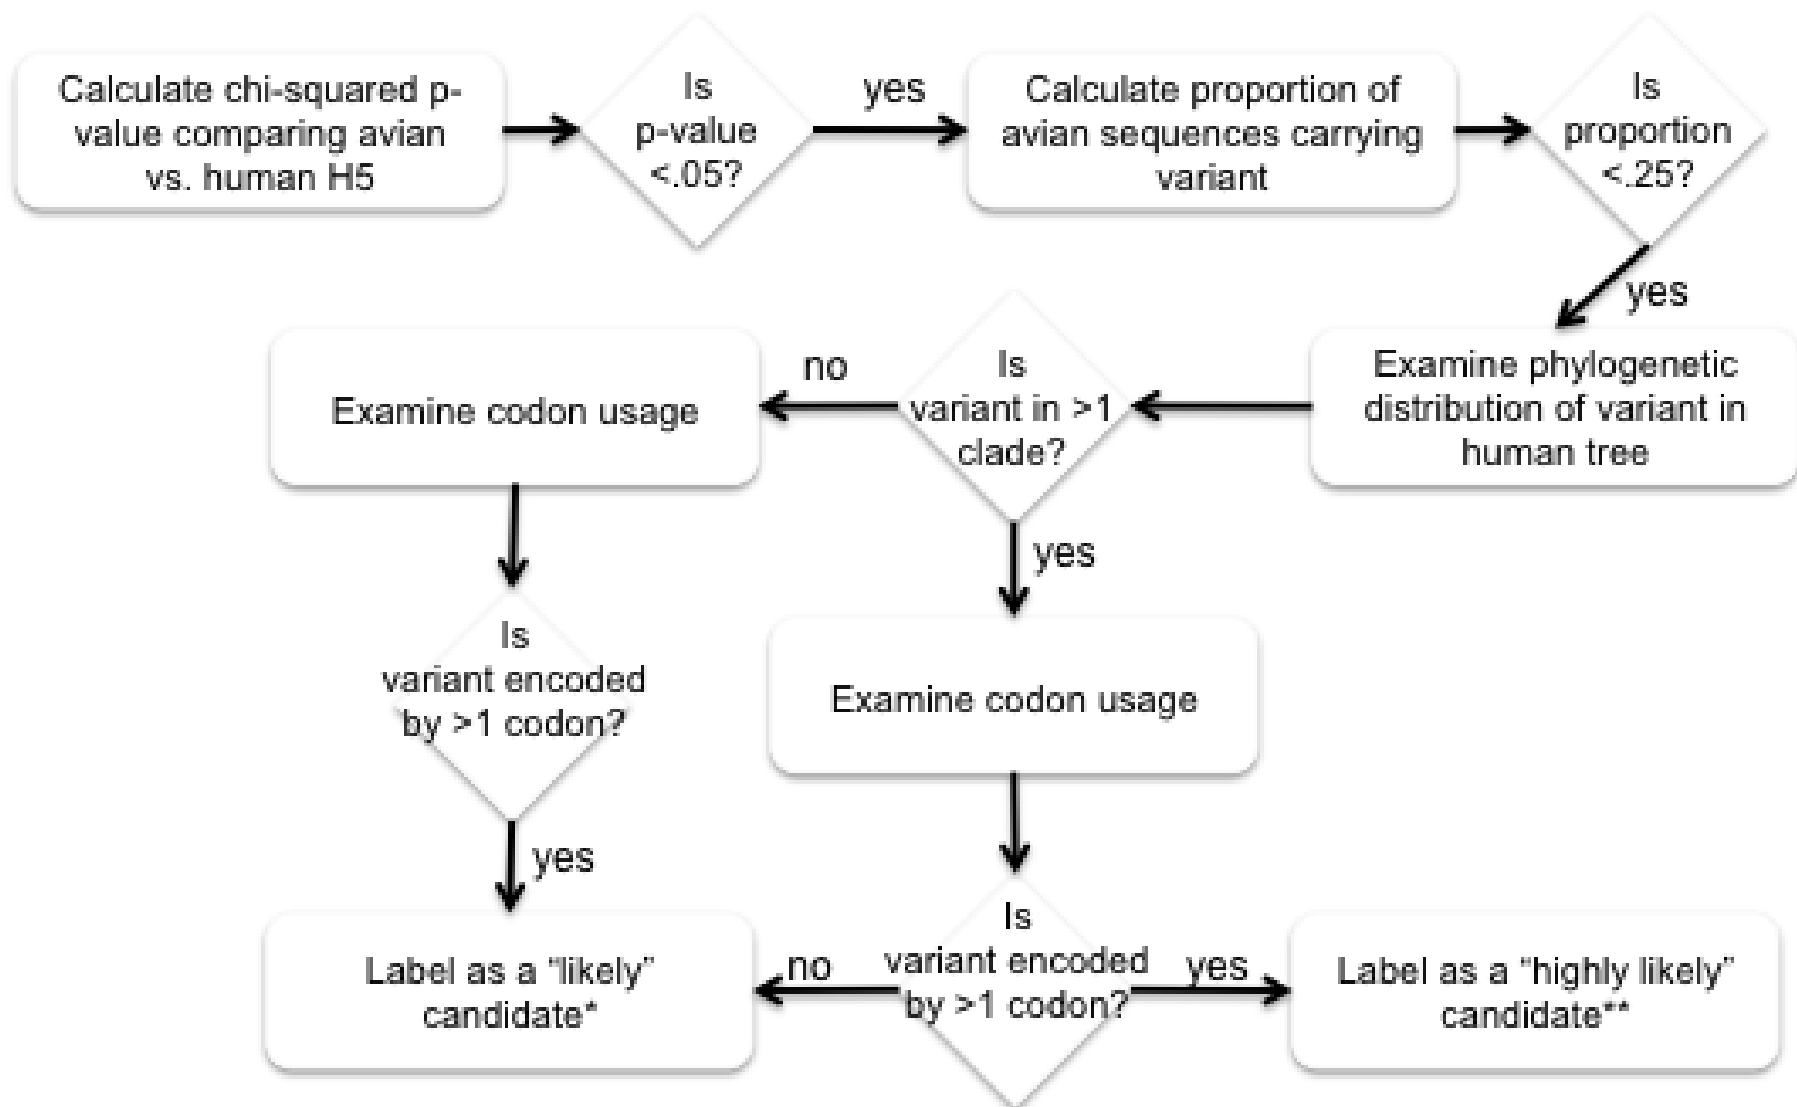 Calculate chi-squared p-
value comparing avian
vs. human H5
Is
p-value
<.05?
yes
Calculate proportion of
avian sequences carrying
variant
Is
proportion
<.25?
yes
Examine phylogenetic
distribution of variant in
human tree
Is
variant in >1
clade?
no
Examine codon usage
yes
Is
variant encoded
by >1 codon?
Examine codon usage
yes
Is
variant encoded
by >1 codon?
no
Label as a “likely”
candidate*
yes
Label as a “highly likely”
candidate**